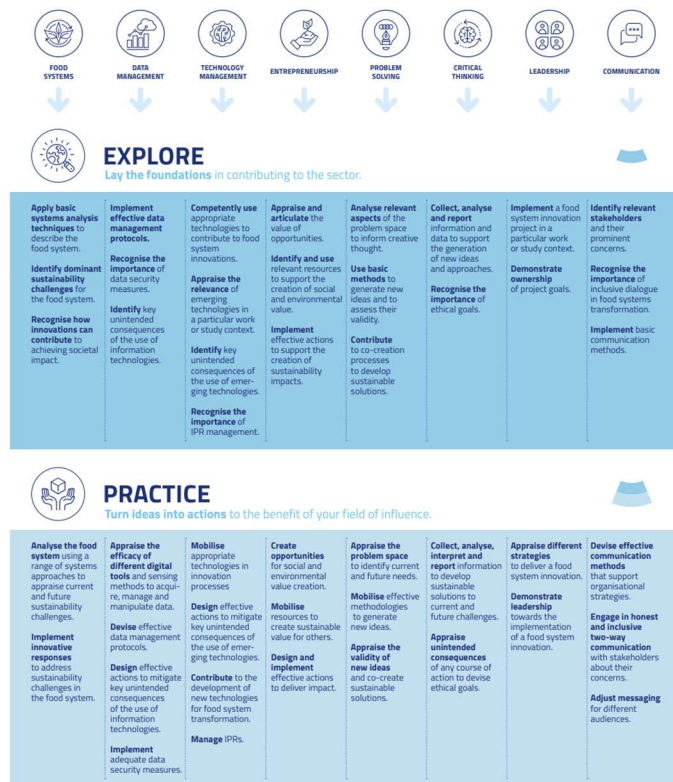 FOOD
SYSTEMS
DATA
MANAGEMENT
TECHNOLOGY
MANAGEMENT
ENTREPRENEURSHIP
PROBLEM
SOLVING
CRITICAL
THINKING
LEADERSHIP
COMMUNICATION
EXPLORE
Lay the foundations in contributing to the sector.
Apply basic
systems analysis
techniques to
describe the
food system.
Identify dominant
sustainability
challenges for
the food system.
Recognise how
innovations can
contribute to
achieving societal
impact.
Implement
effective data
management
protocols.
Recognise the
importance of
data security
measures.
Identify key
unintended
consequences
of the use of
information
technologies.
Competently use
appropriate
technologies to
contribute to food
system
innovations.
Appraise the
relevance of
emerging
technologies in
a particular work
or study context.
Identify key
unintended
consequences of
the use of emer-
ging technologies.
Recognise the
importance of
IPR management.
Appraise and
articulate the
value of
opportunities.
Identify and use
relevant resources
to support the
creation of social
and environmental
value.
Implement
effective actions
to support the
creation of
sustainability
impacts.
Analyse relevant
aspects of the
problem space
to inform creative
thought.
Use basic
methods to
generate new
ideas and to
assess their
validity.
Contribute
to co-creation
processes
to develop
sustainable
solutions.
Collect, analyse
and report
information and
data to support
the generation
of new ideas
and approaches.
Recognise the
importance of
ethical goals.
Implement a food
system innovation
project in a
particular work
or study context.
Demonstrate
ownership
of project goals.
Identify relevant
stakeholders
and their
prominent
concerns.
Recognise the
importance of
inclusive dialogue
in food systems
transformation.
Implement basic
communication
methods.
PRACTICE
Turn ideas into actions to the benefit of your field of influence.
Analyse the food
system using a
range of systems
approaches to
appraise current
and future
sustainability
challenges.
Implement
innovative
responses
to address
sustainability
challenges in
the food system.
Appraise the
efficacy of
different digital
tools and sensing
methods to acqui-
re, manage and
manipulate data.
Devise effective
data management
protocols.
Design effective
actions to mitigate
key unintended
consequences
of the use of
information
technologies.
Implement
adequate data
security measures.
Mobilise
appropriate
technologies in
innovation
processes
Design effective
actions to mitigate
key unintended
consequences of
the use of emer-
ging technologies.
Contribute to the
development of
new technologies
for food system
transformation.
Manage IPRs.
Create
opportunities
for social and
environmental
value creation.
Mobilise
resources to
create sustainable
value for others.
Design and
implement
effective actions
to deliver impact.
Appraise the
problem space
to identify current
and future needs.
Mobilise effective
methodologies
to generate
new ideas.
Appraise the
validity of
new ideas
and co-create
sustainable
solutions.
Collect, analyse,
interpret and
report information
to develop
sustainable
solutions to
current and
future challenges.
Appraise
unintended
consequences
of any course of
action to devise
ethical goals.
Appraise different
strategies
to deliver a food
system innovation.
Demonstrate
leadership
towards the
implementation
of a food system
innovation.
Devise effective
communication
methods
that support
organisational
strategies.
Engage in honest
and inclusive
two-way
communication
with stakeholders
about their
concerns.
Adjust messaging
for different
audiences.